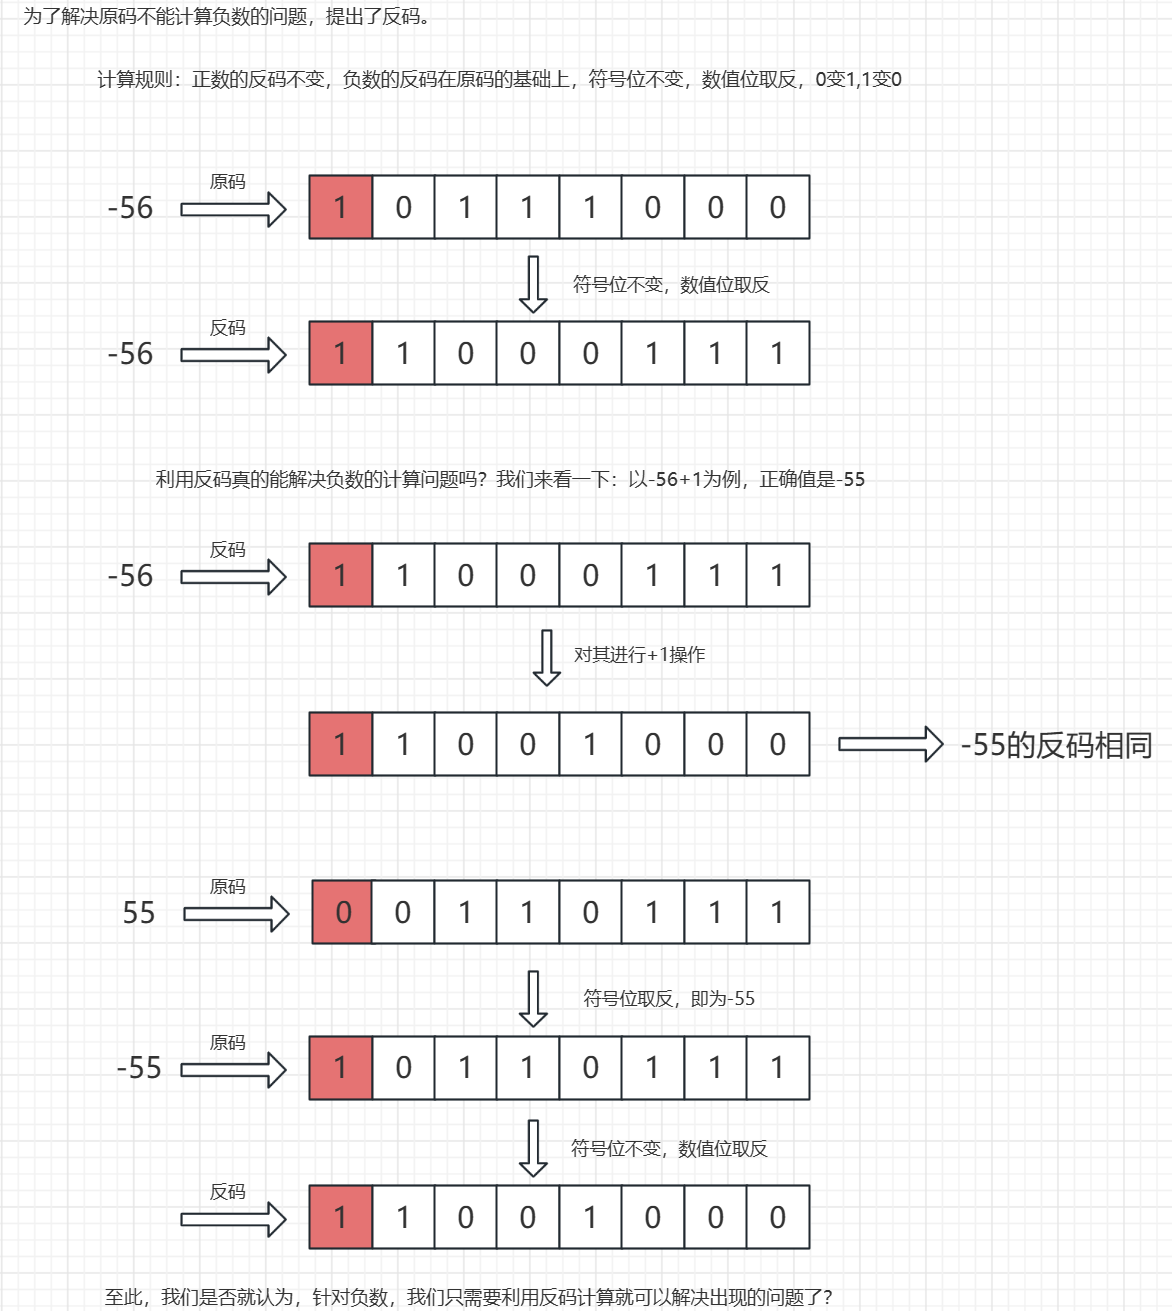 为了解决原码不能计算负数的问题，提出了反码。
计算规则：正数的反码不变，负数的反码在原码的基础上，符号位不变，数值位取反，0变1,1变0
原码
-56 1 0 1 1 1 0 0 0
符号位不变，数值位取反
反码
-56 1 1 0 0 0 1 1 1
利用反码真的能解决负数的计算问题吗？我们来看一下：以-56+1为例，正确值是-55
反码
-56 1 1 0 0 0 1 1 1
对其进行+1操作
1 1 0 0 1 0 0 0 -55的反码相同
原码
55 0 0 1 1 0 1 1 1
符号位取反，即为-55
原码
-55 1 0 1 1 0 1 1 1
符号位不变，数值位取反
反码
1 1 0 0 1 0 0 0
至此，我们是否就认为，针对负数，我们只需要利用反码计算就可以解决出现的问题了？